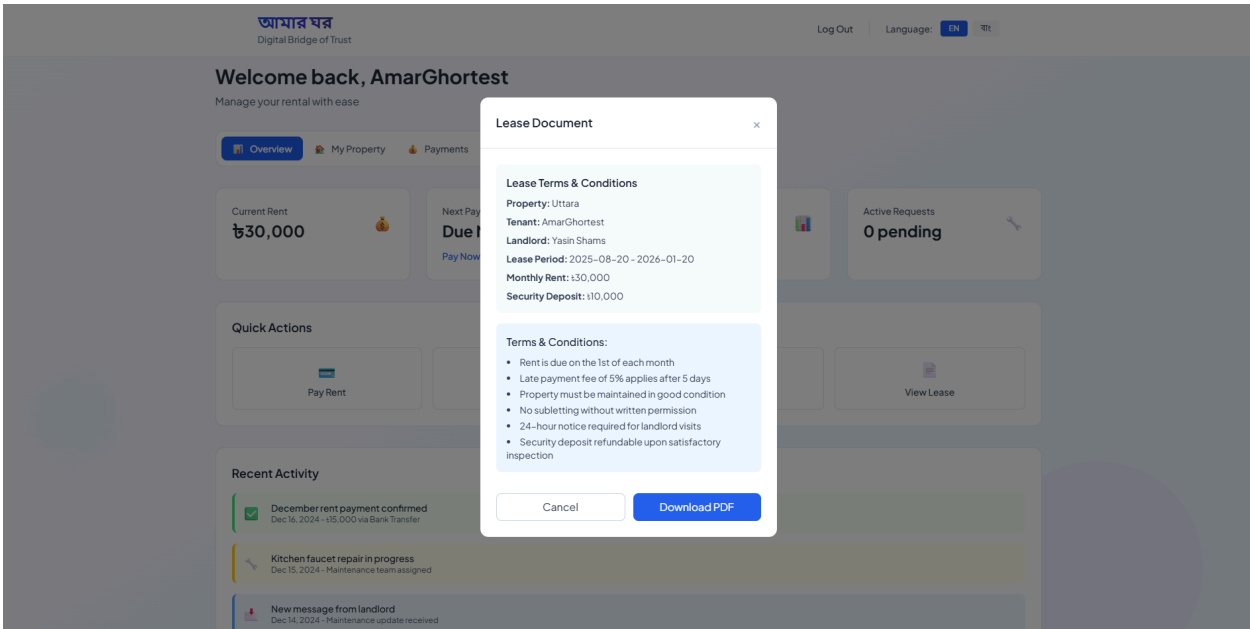 আমার ঘর
Digital Bridge of Trust
Log Out
Language:
EN
বাং
Welcome back, AmarGhortest
Manage your rental with ease
Overview
My Property
Payments
Current Rent
৳30,000
Next Pay
Due
Pay Now
Active Requests
0 pending
Quick Actions
Pay Rent
View Lease
Recent Activity
December rent payment confirmed
Dec 16, 2024 - ৳15,000 via Bank Transfer
Kitchen faucet repair in progress
Dec 15, 2024 - Maintenance team assigned
New message from landlord
Dec 14, 2024 - Maintenance update received
Lease Document
×
Lease Terms & Conditions
Property: Uttara
Tenant: AmarGhortest
Landlord: Yasin Shams
Lease Period: 2025-08-20 - 2026-01-20
Monthly Rent: ৳30,000
Security Deposit: ৳10,000
Terms & Conditions:
• Rent is due on the 1st of each month
• Late payment fee of 5% applies after 5 days
• Property must be maintained in good condition
• No subletting without written permission
• 24-hour notice required for landlord visits
• Security deposit refundable upon satisfactory
inspection
Cancel
Download PDF